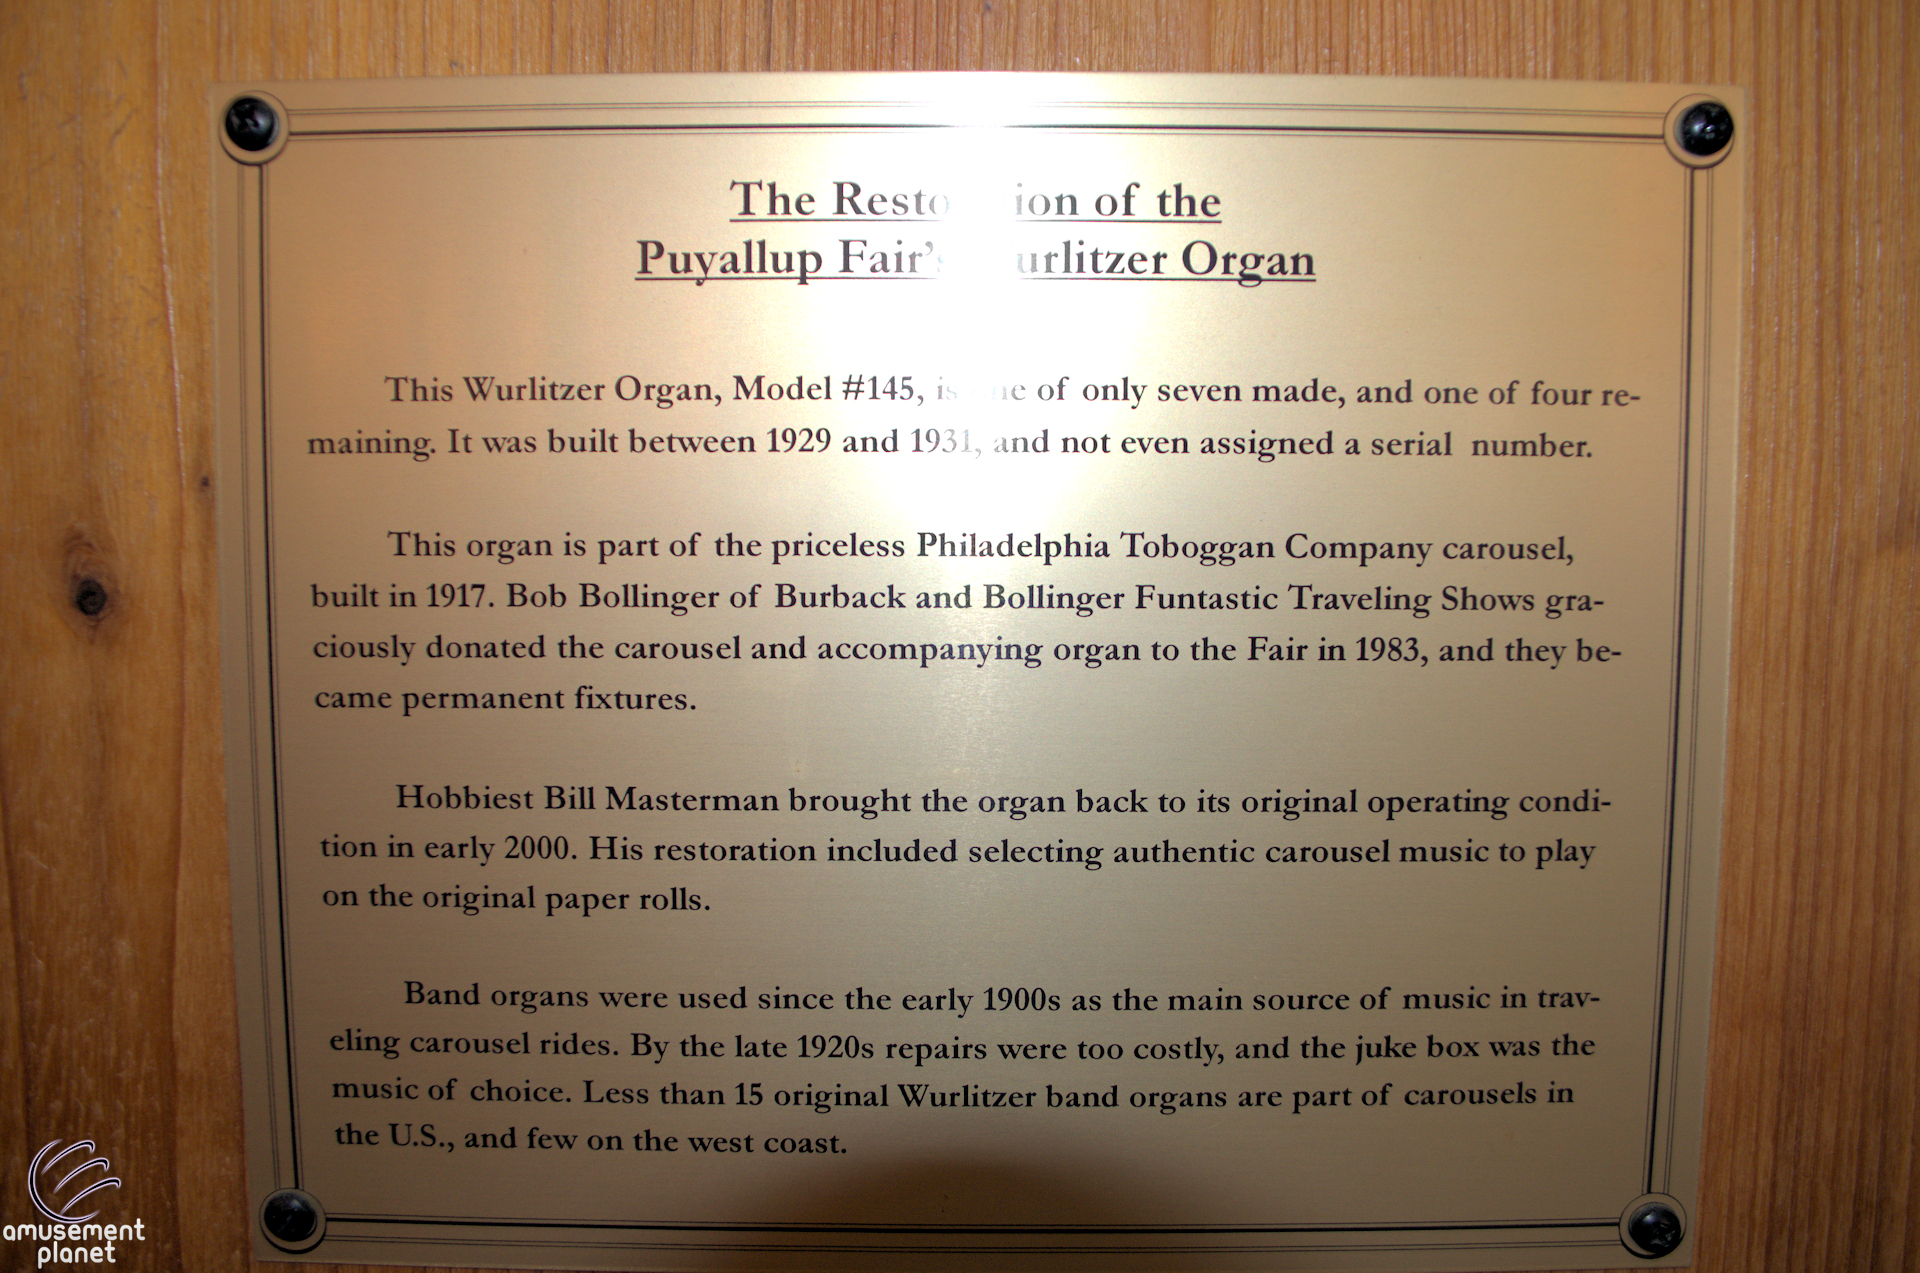 The Restoration of the
Puyallup Fair's Wurlitzer Organ
This Wurlitzer Organ, Model #145, is one of only seven made, and one of four re-
maining. It was built between 1929 and 1931, and not even assigned a serial number.
This organ is part of the priceless Philadelphia Toboggan Company carousel,
built in 1917. Bob Bollinger of Burback and Bollinger Funtastic Traveling Shows gra-
ciously donated the carousel and accompanying organ to the Fair in 1983, and they be-
came permanent fixtures.
Hobbiest Bill Masterman brought the organ back to its original operating condi-
tion in early 2000. His restoration included selecting authentic carousel music to play
on the original paper rolls.
Band organs were used since the early 1900s as the main source of music in trav-
eling carousel rides. By the late 1920s repairs were too costly, and the juke box was the
music of choice. Less than 15 original Wurlitzer band organs are part of carousels in
the U.S., and few on the west coast.
amusement
planet